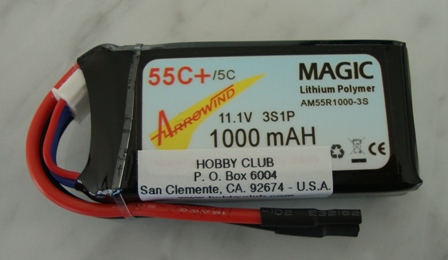 55C+/5C
MAGIC
Lithium Polymer
AM55R1000-3S
ARROWIND
11.1V 3S1P
1000 mAH
CE
HOBBY CLUB
P. O. Box 6004
San Clemente, CA. 92674 - U.S.A.